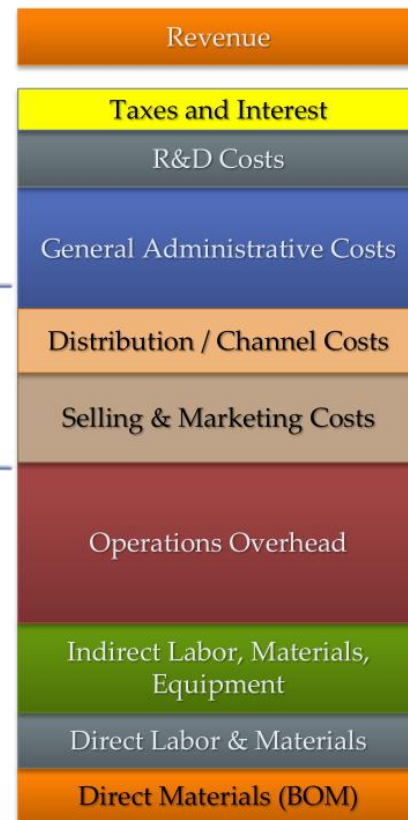 Revenue
Taxes and Interest
R&D Costs
General Administrative Costs
Distribution / Channel Costs
Selling & Marketing Costs
Operations Overhead
Indirect Labor, Materials,
Equipment
Direct Labor & Materials
Direct Materials (BOM)